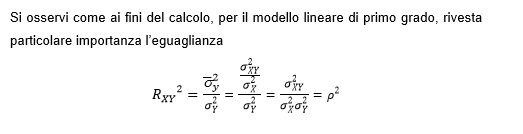 Si osservi come ai fini del calcolo, per il modello lineare di primo grado, rivesta
particolare importanza l'eguaglianza
$R_{XY}{}^2 = \frac{\overline{\sigma}_y^2}{\sigma_Y^2} = \frac{\frac{\sigma_{XY}^2}{\sigma_X^2}}{\sigma_Y^2} = \frac{\sigma_{XY}^2}{\sigma_X^2 \sigma_Y^2} = \rho^2$